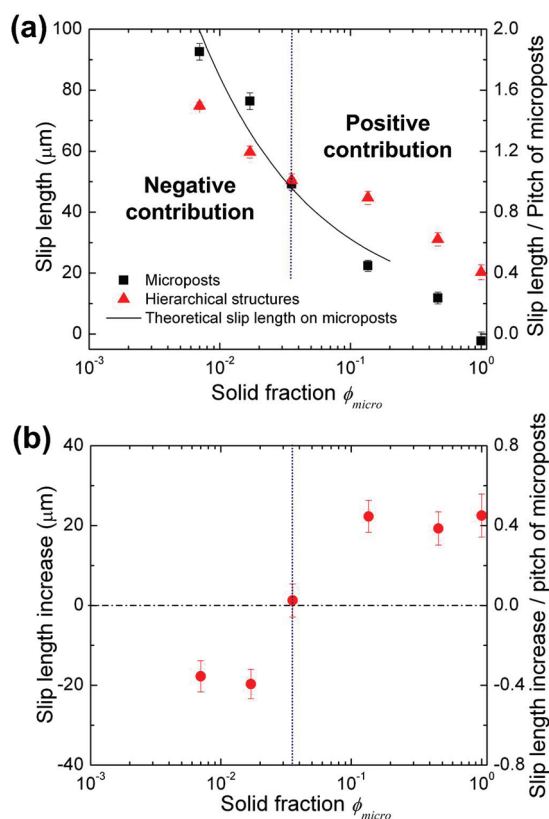 (a)
100
80
60
40
20
0
Slip length (μm)
2.0
1.6
1.2
0.8
0.4
0.0
Slip length / Pitch of microposts
Positive
contribution
Negative
contribution
Microposts
Hierarchical structures
Theoretical slip length on microposts
10⁻³ 10⁻² 10⁻¹ 10⁰
Solid fraction ϕmicro
(b)
40
20
0
-20
-40
Slip length increase (μm)
0.8
0.4
0.0
-0.4
-0.8
Slip length increase / pitch of microposts
10⁻³ 10⁻² 10⁻¹ 10⁰
Solid fraction ϕmicro